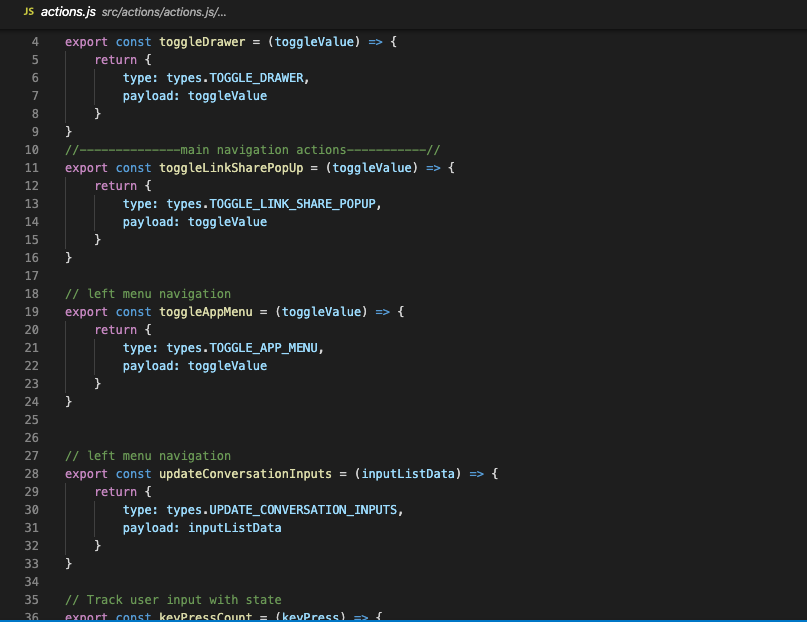 JS actions.js src/actions/actions.js/...
4 export const toggleDrawer = (toggleValue) => {
5 return {
6 type: types.TOGGLE_DRAWER,
7 payload: toggleValue
8 }
9 }
10 //--------------main navigation actions-----------//
11 export const toggleLinkSharePopUp = (toggleValue) => {
12 return {
13 type: types.TOGGLE_LINK_SHARE_POPUP,
14 payload: toggleValue
15 }
16 }
17
18 // left menu navigation
19 export const toggleAppMenu = (toggleValue) => {
20 return {
21 type: types.TOGGLE_APP_MENU,
22 payload: toggleValue
23 }
24 }
25
26
27 // left menu navigation
28 export const updateConversationInputs = (inputListData) => {
29 return {
30 type: types.UPDATE_CONVERSATION_INPUTS,
31 payload: inputListData
32 }
33 }
34
35 // Track user input with state
36 export const keyPressCount = (keyPress) => {